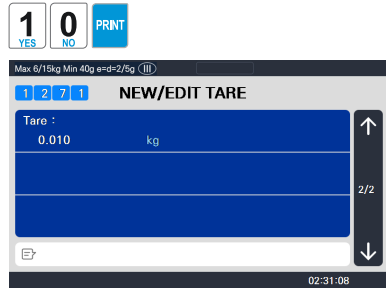 1 0 PRINT
YES NO
Max 6/15kg Min 40g e=d=2/5g III
1 2 7 1 NEW/EDIT TARE
Tare :
0.010 kg
2/2
02:31:08